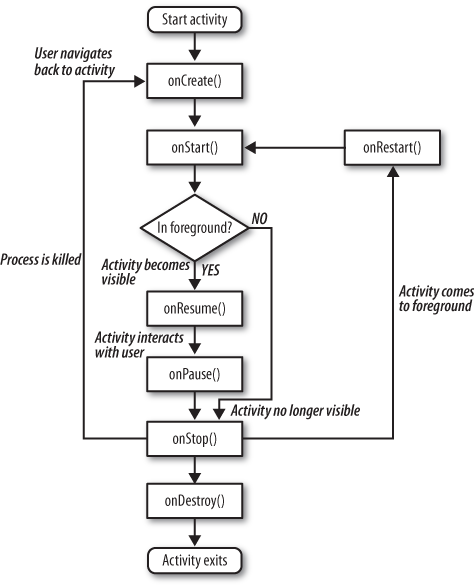 Start activity
User navigates
back to activity
onCreate()
onStart()
onRestart()
In foreground?
NO
Process is killed
Activity becomes
visible
YES
Activity comes
to foreground
onResume()
Activity interacts
with user
onPause()
Activity no longer visible
onStop()
onDestroy()
Activity exits